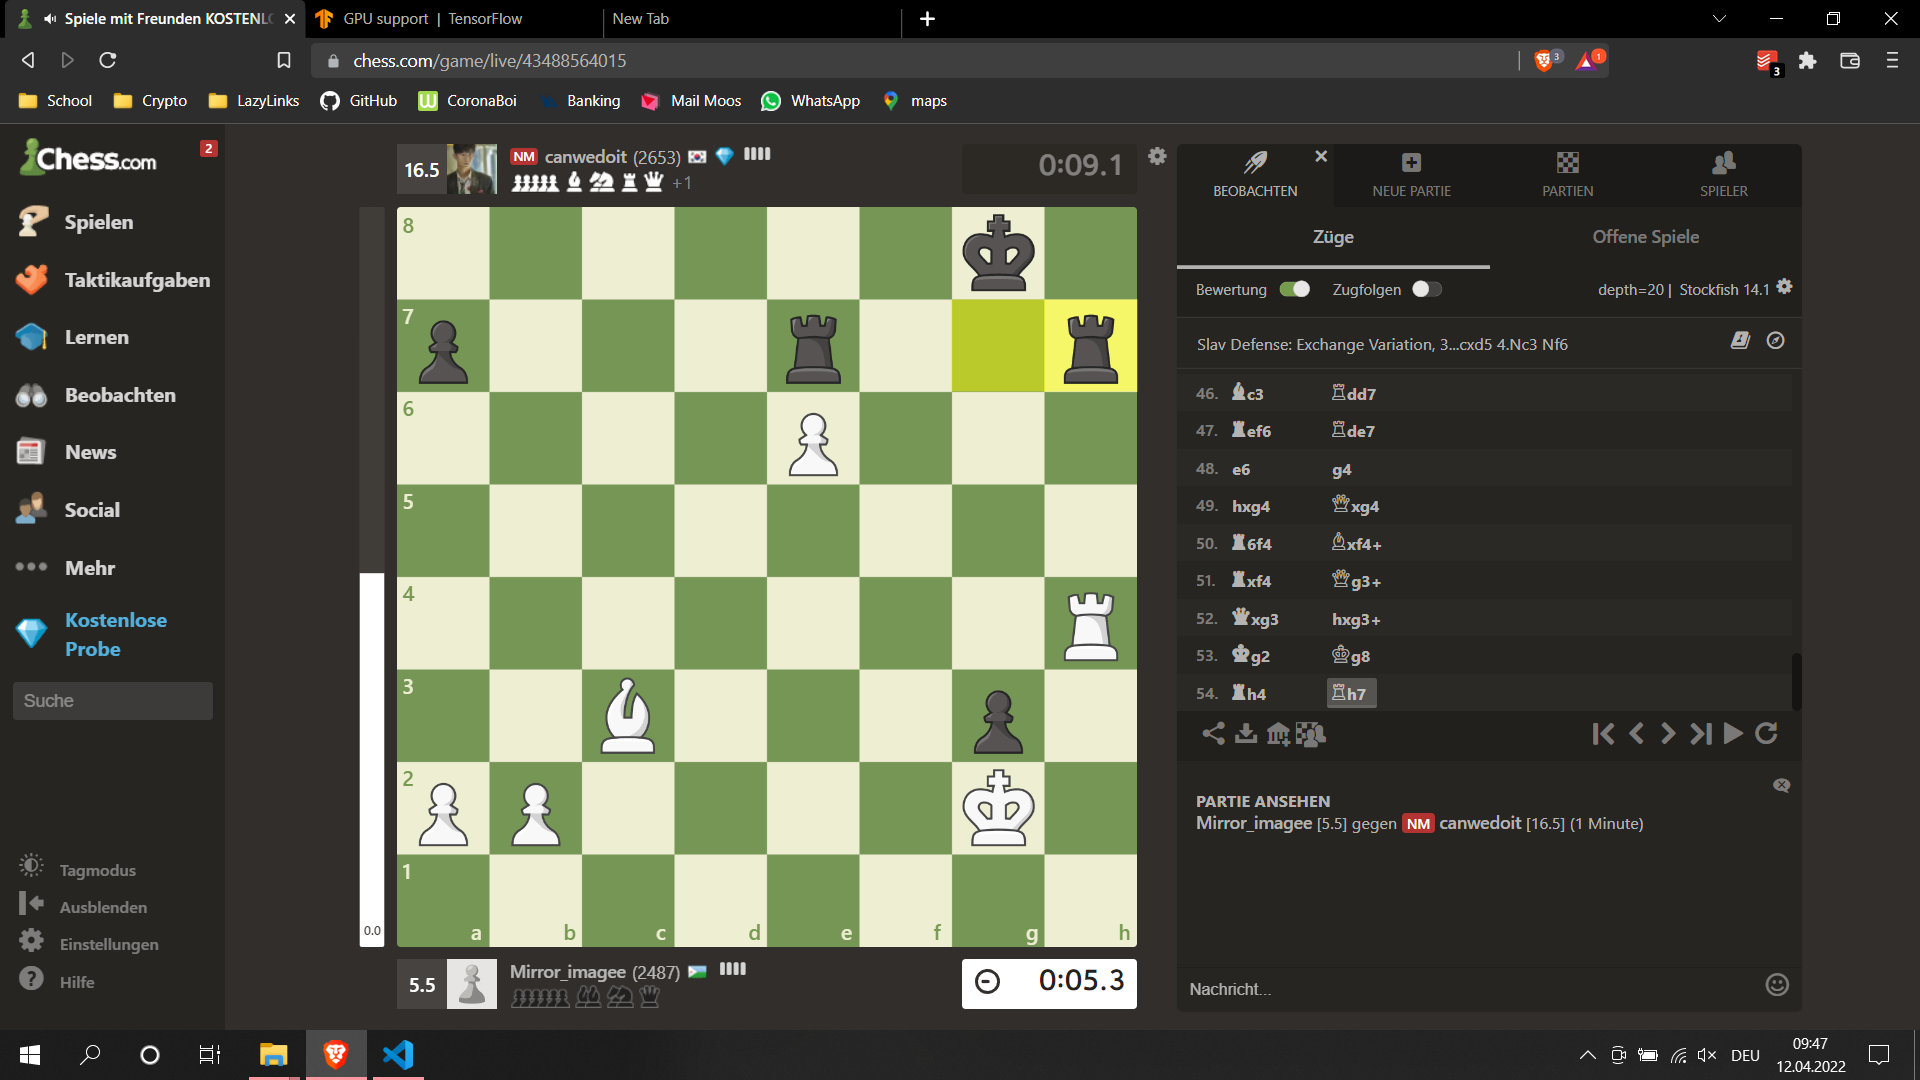 Spiele mit Freunden KOSTENLO
GPU support | TensorFlow
New Tab
chess.com/game/live/43488564015
3
1
3
School
Crypto
LazyLinks
GitHub
CoronaBoi
Banking
Mail Moos
WhatsApp
maps
Chess.com
2
Spielen
Taktikaufgaben
Lernen
Beobachten
News
Social
Mehr
Kostenlose
Probe
Suche
Tagmodus
Ausblenden
Einstellungen
Hilfe
16.5
NM canwedoit (2653)
+1
0:09.1
8
7
6
5
4
3
2
1
a b c d e f g h
0.0
5.5
Mirror_imagee (2487)
0:05.3
BEOBACHTEN
NEUE PARTIE
PARTIEN
SPIELER
Züge
Offene Spiele
Bewertung
Zugfolgen
depth=20 | Stockfish 14.1
Slav Defense: Exchange Variation, 3...cxd5 4.Nc3 Nf6
46. c3 dd7
47. ef6 de7
48. e6 g4
49. hxg4 xg4
50. 6f4 xf4+
51. xf4 g3+
52. xg3 hxg3+
53. g2 g8
54. h4 h7
PARTIE ANSEHEN
Mirror_imagee [5.5] gegen NM canwedoit [16.5] (1 Minute)
Nachricht...
DEU
09:47
12.04.2022